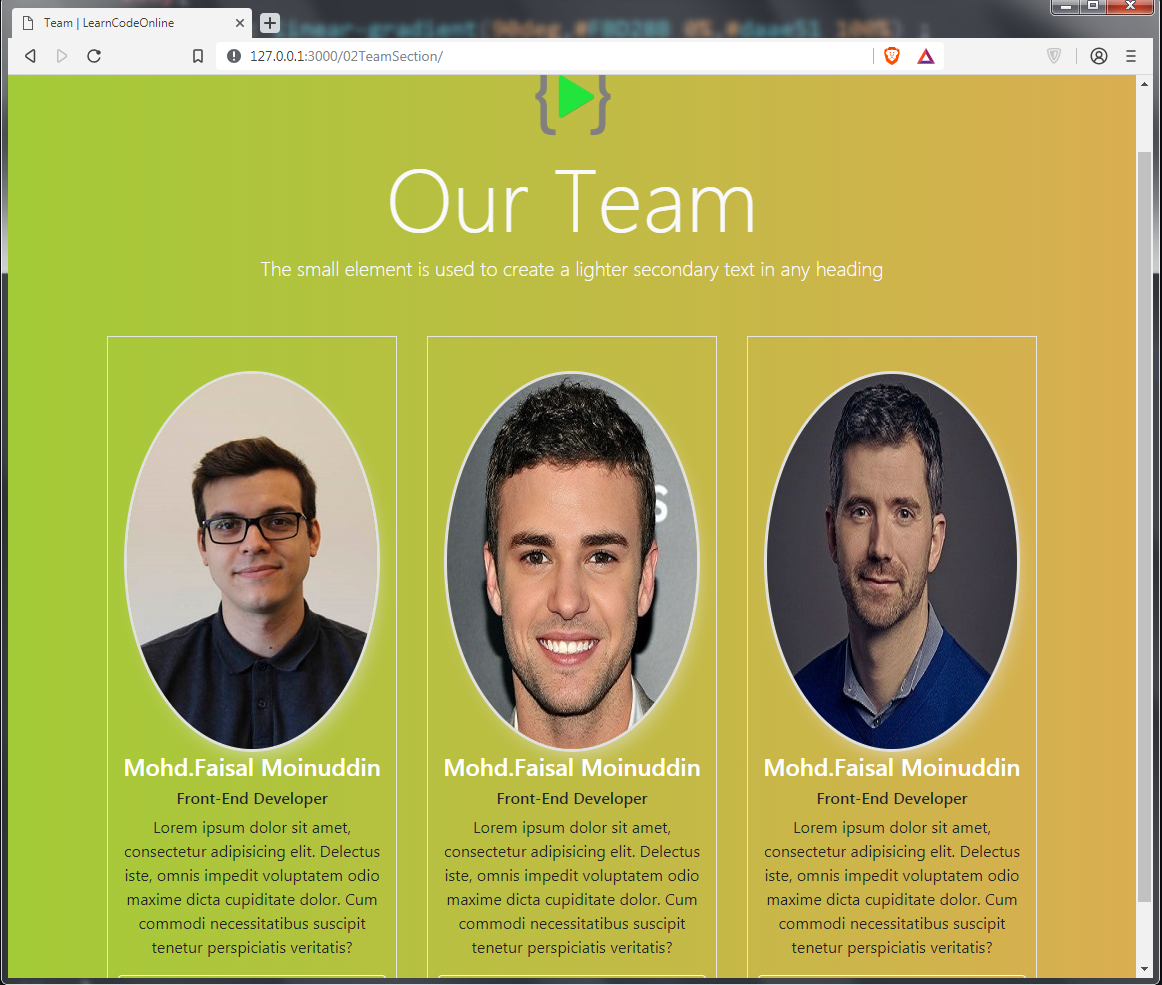 linear-gradient(90deg,#FBD28B 0%,#daae51 100%) ;
Team | LearnCodeOnline
127.0.0.1:3000/02TeamSection/
{ }
Our Team
The small element is used to create a lighter secondary text in any heading
S
Mohd.Faisal Moinuddin
Front-End Developer
Lorem ipsum dolor sit amet,
consectetur adipisicing elit. Delectus
iste, omnis impedit voluptatem odio
maxime dicta cupiditate dolor. Cum
commodi necessitatibus suscipit
tenetur perspiciatis veritatis?
Mohd.Faisal Moinuddin
Front-End Developer
Lorem ipsum dolor sit amet,
consectetur adipisicing elit. Delectus
iste, omnis impedit voluptatem odio
maxime dicta cupiditate dolor. Cum
commodi necessitatibus suscipit
tenetur perspiciatis veritatis?
Mohd.Faisal Moinuddin
Front-End Developer
Lorem ipsum dolor sit amet,
consectetur adipisicing elit. Delectus
iste, omnis impedit voluptatem odio
maxime dicta cupiditate dolor. Cum
commodi necessitatibus suscipit
tenetur perspiciatis veritatis?